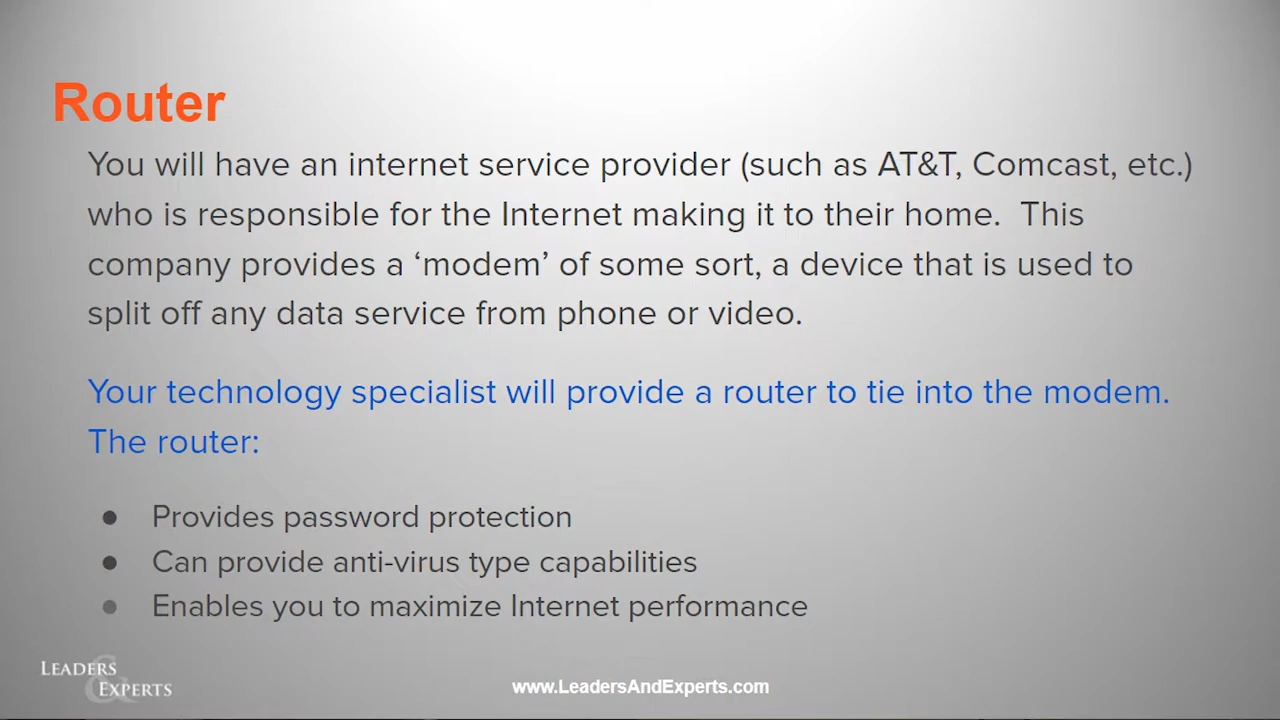 Router
You will have an internet service provider (such as AT&T, Comcast, etc.)
who is responsible for the Internet making it to their home.  This
company provides a ‘modem’ of some sort, a device that is used to
split off any data service from phone or video.
Your technology specialist will provide a router to tie into the modem.
The router:
● Provides password protection
● Can provide anti-virus type capabilities
● Enables you to maximize Internet performance
LEADERS
& EXPERTS
www.LeadersAndExperts.com